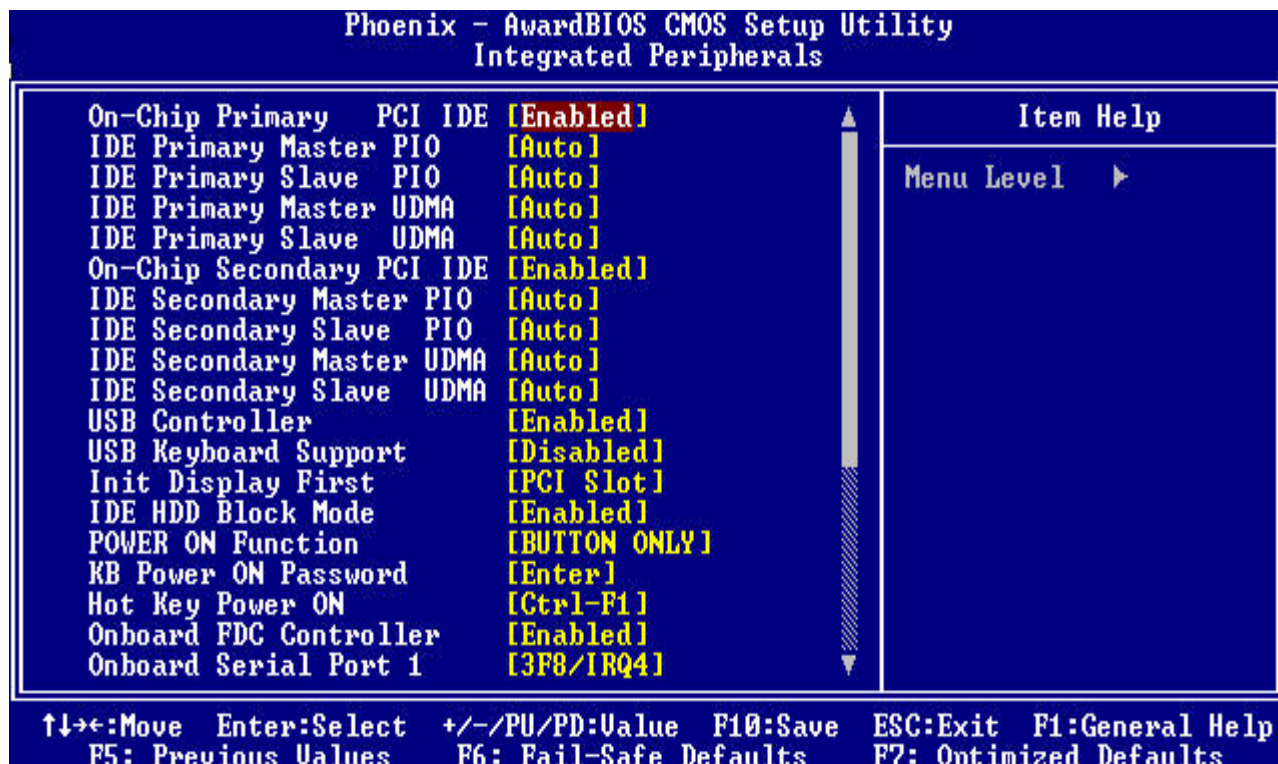 Phoenix - AwardBIOS CMOS Setup Utility
Integrated Peripherals
On-Chip Primary PCI IDE [Enabled]
IDE Primary Master PIO [Auto]
IDE Primary Slave PIO [Auto]
IDE Primary Master UDMA [Auto]
IDE Primary Slave UDMA [Auto]
On-Chip Secondary PCI IDE [Enabled]
IDE Secondary Master PIO [Auto]
IDE Secondary Slave PIO [Auto]
IDE Secondary Master UDMA [Auto]
IDE Secondary Slave UDMA [Auto]
USB Controller [Enabled]
USB Keyboard Support [Disabled]
Init Display First [PCI Slot]
IDE HDD Block Mode [Enabled]
POWER ON Function [BUTTON ONLY]
KB Power ON Password [Enter]
Hot Key Power ON [Ctrl-F1]
Onboard FDC Controller [Enabled]
Onboard Serial Port 1 [3F8/IRQ4]
Item Help
Menu Level ▶
↑↓→←:Move Enter:Select +/-/PU/PD:Value F10:Save ESC:Exit F1:General Help
F5: Previous Values F6: Fail-Safe Defaults F7: Optimized Defaults